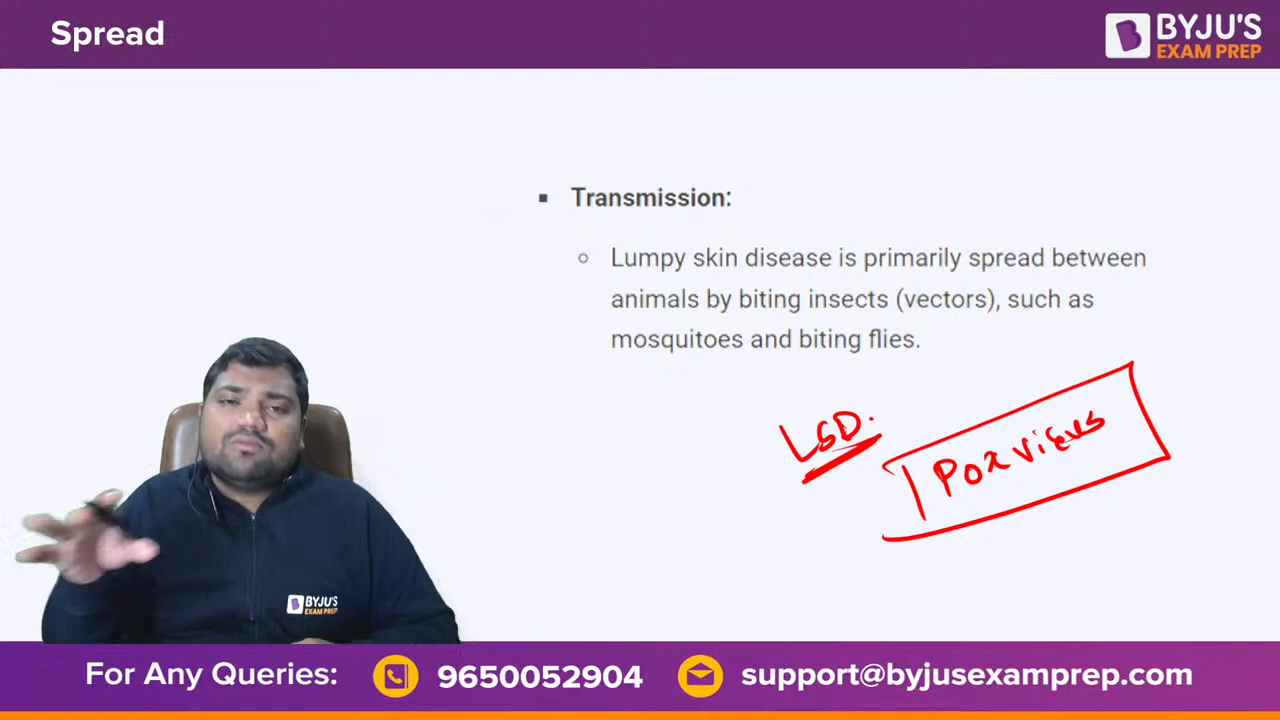 Spread
BYJU'S
EXAM PREP
▪ Transmission:
○ Lumpy skin disease is primarily spread between
animals by biting insects (vectors), such as
mosquitoes and biting flies.
LSD.
Poxvirus
BYJU'S
EXAM PREP
For Any Queries: 9650052904 support@byjusexamprep.com